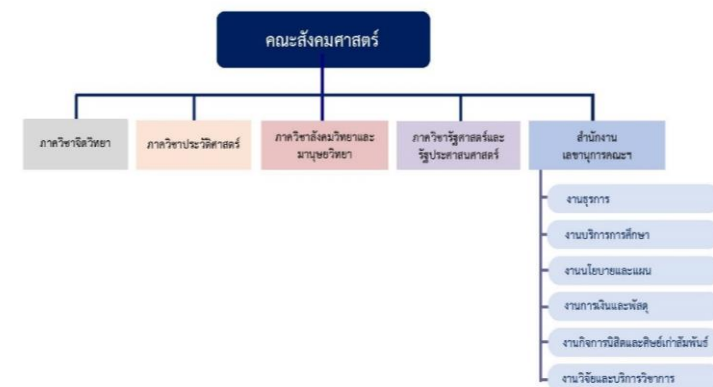 คณะสังคมศาสตร์
ภาควิชาจิตวิทยา
ภาควิชาประวัติศาสตร์
ภาควิชาสังคมวิทยาและ
มานุษยวิทยา
ภาควิชารัฐศาสตร์และ
รัฐประศาสนศาสตร์
สำนักงาน
เลขานุการคณะฯ
งานธุรการ
งานบริการการศึกษา
งานนโยบายและแผน
งานการเงินและพัสดุ
งานกิจการนิสิตและศิษย์เก่าสัมพันธ์
งานวิจัยและบริการวิชาการ